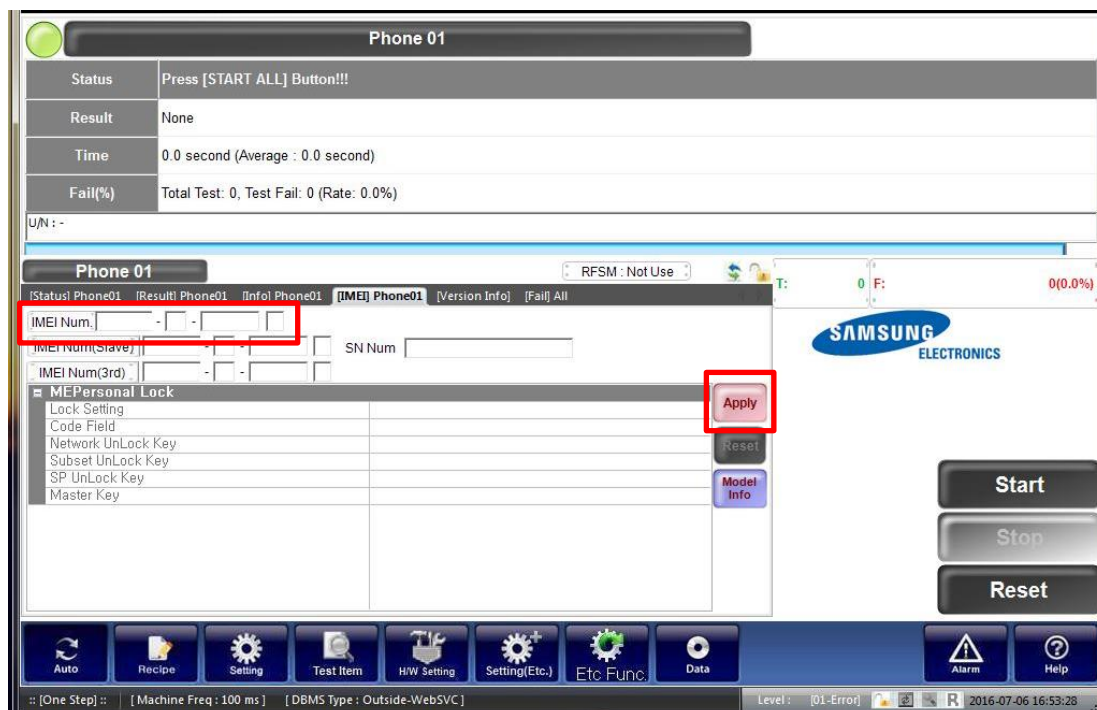 Phone 01
Status Press [START ALL] Button!!!
Result None
Time 0.0 second (Average : 0.0 second)
Fail(%) Total Test: 0, Test Fail: 0 (Rate: 0.0%)
U/N : -
Phone 01 RFSM : Not Use
T: 0 F: 0(0.0%)
[Status] Phone01 [Result] Phone01 [Info] Phone01 [IMEI] Phone01 [Version Info] [Fail] All
IMEI Num. - -
IMEI Num(Slave) - - SN Num
IMEI Num(3rd) - -
SAMSUNG
ELECTRONICS
MEPersonal Lock
Lock Setting
Code Field
Network UnLock Key
Subset UnLock Key
SP UnLock Key
Master Key
Apply
Reset
Model
Info
Start
Stop
Reset
Auto Recipe Setting Test Item H/W Setting Setting(Etc.) Etc Func. Data Alarm Help
:: [One Step] :: [ Machine Freq : 100 ms ] [ DBMS Type : Outside-WebSVC ] Level : [01-Error] R 2016-07-06 16:53:28